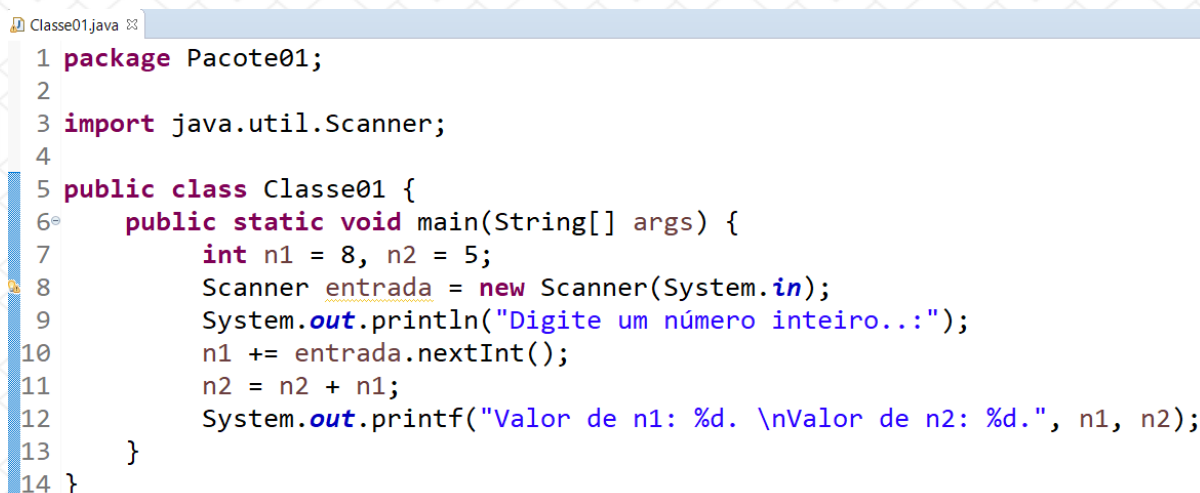 Classe01.java
1 package Pacote01;
2
3 import java.util.Scanner;
4
5 public class Classe01 {
6     public static void main(String[] args) {
7          int n1 = 8, n2 = 5;
8          Scanner entrada = new Scanner(System.in);
9          System.out.println("Digite um número inteiro..:");
10          n1 += entrada.nextInt();
11          n2 = n2 + n1;
12          System.out.printf("Valor de n1: %d. \nValor de n2: %d.", n1, n2);
13     }
14 }